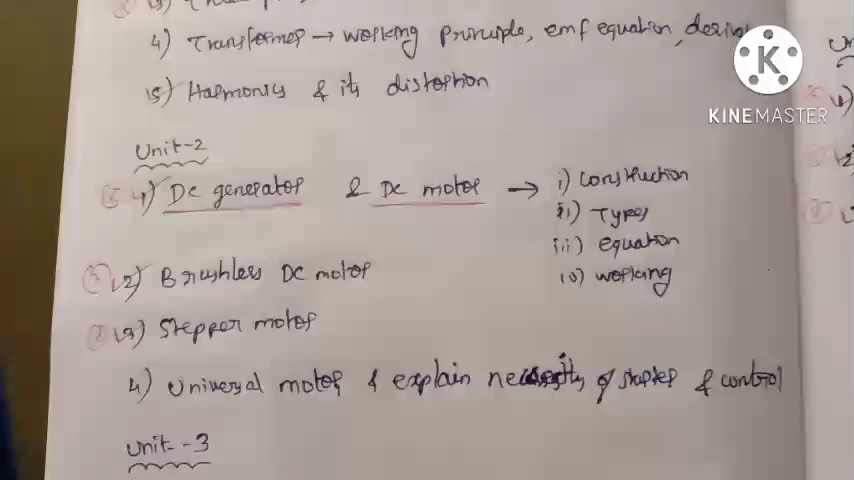 4) Transformer → working principle, emf equation,
5) Harmonics & its distortion
KINEMASTER
Unit-2
1) Dc generator & Dc motor → i) construction
ii) Types
iii) equation
iv) working
2) Brushless DC motor
3) Stepper motor
4) Universal motor & explain necessity of starter & control
Unit-3